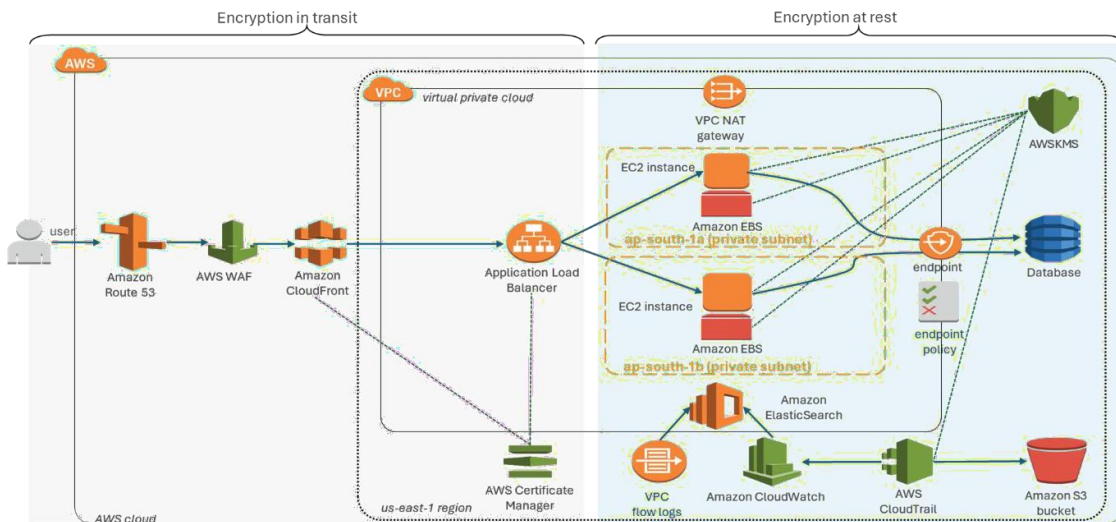 Encryption in transit
Encryption at rest
AWS
VPC
virtual private cloud
VPC NAT
gateway
AWSKMS
EC2 instance
Amazon EBS
ap-south-1a (private subnet)
user
Amazon
Route 53
AWS WAF
Amazon
CloudFront
Application Load
Balancer
endpoint
Database
EC2 instance
Amazon EBS
endpoint
policy
ap-south-1b (private subnet)
Amazon
ElasticSearch
AWS Certificate
Manager
VPC
flow logs
Amazon CloudWatch
AWS
CloudTrail
Amazon S3
bucket
us-east-1 region
AWS cloud